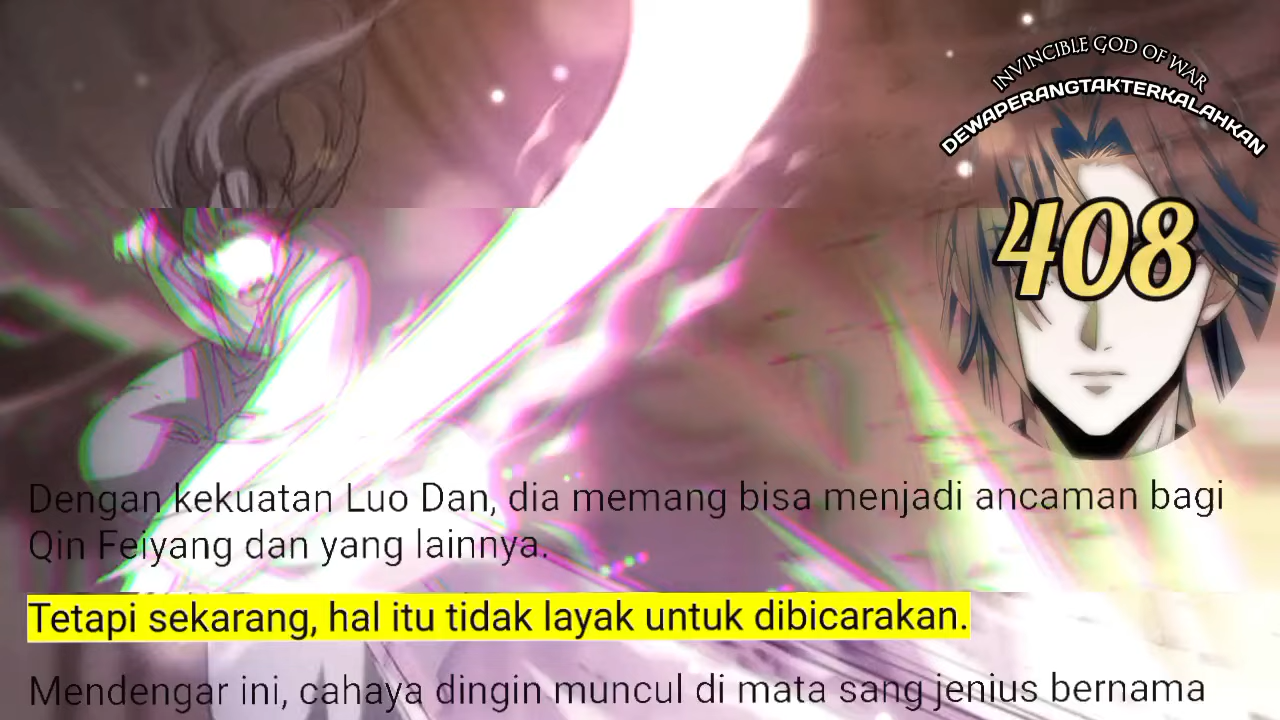 INVINCIBLE GOD OF WAR
DEWAPERANGTAKTERKALAHKAN
408
Dengan kekuatan Luo Dan, dia memang bisa menjadi ancaman bagi
Qin Feiyang dan yang lainnya.
Tetapi sekarang, hal itu tidak layak untuk dibicarakan.
Mendengar ini, cahaya dingin muncul di mata sang jenius bernama